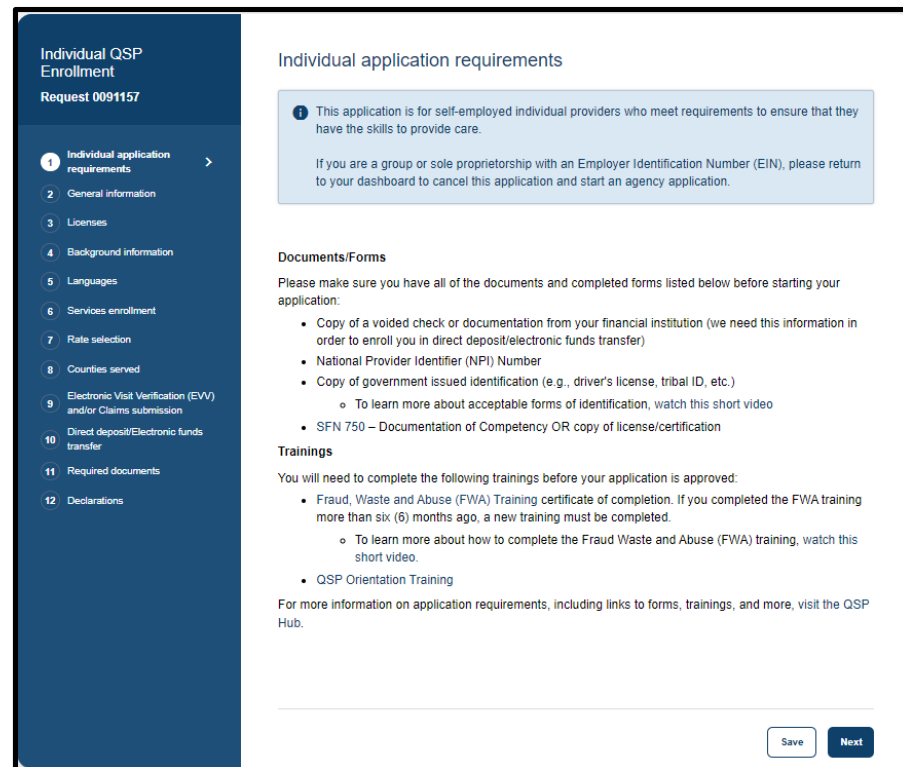 Individual QSP
Enrollment
Request 0091157
1 Individual application
requirements
2 General information
3 Licenses
4 Background information
5 Languages
6 Services enrollment
7 Rate selection
8 Counties served
9 Electronic Visit Verification (EVV)
and/or Claims submission
10 Direct deposit/Electronic funds
transfer
11 Required documents
12 Declarations
Individual application requirements
This application is for self-employed individual providers who meet requirements to ensure that they
have the skills to provide care.
If you are a group or sole proprietorship with an Employer Identification Number (EIN), please return
to your dashboard to cancel this application and start an agency application.
Documents/Forms
Please make sure you have all of the documents and completed forms listed below before starting your
application:
• Copy of a voided check or documentation from your financial institution (we need this information in
order to enroll you in direct deposit/electronic funds transfer)
• National Provider Identifier (NPI) Number
• Copy of government issued identification (e.g., driver's license, tribal ID, etc.)
o To learn more about acceptable forms of identification, watch this short video
• SFN 750 – Documentation of Competency OR copy of license/certification
Trainings
You will need to complete the following trainings before your application is approved:
• Fraud, Waste and Abuse (FWA) Training certificate of completion. If you completed the FWA training
more than six (6) months ago, a new training must be completed.
o To learn more about how to complete the Fraud Waste and Abuse (FWA) training, watch this
short video.
• QSP Orientation Training
For more information on application requirements, including links to forms, trainings, and more, visit the QSP
Hub.
Save
Next